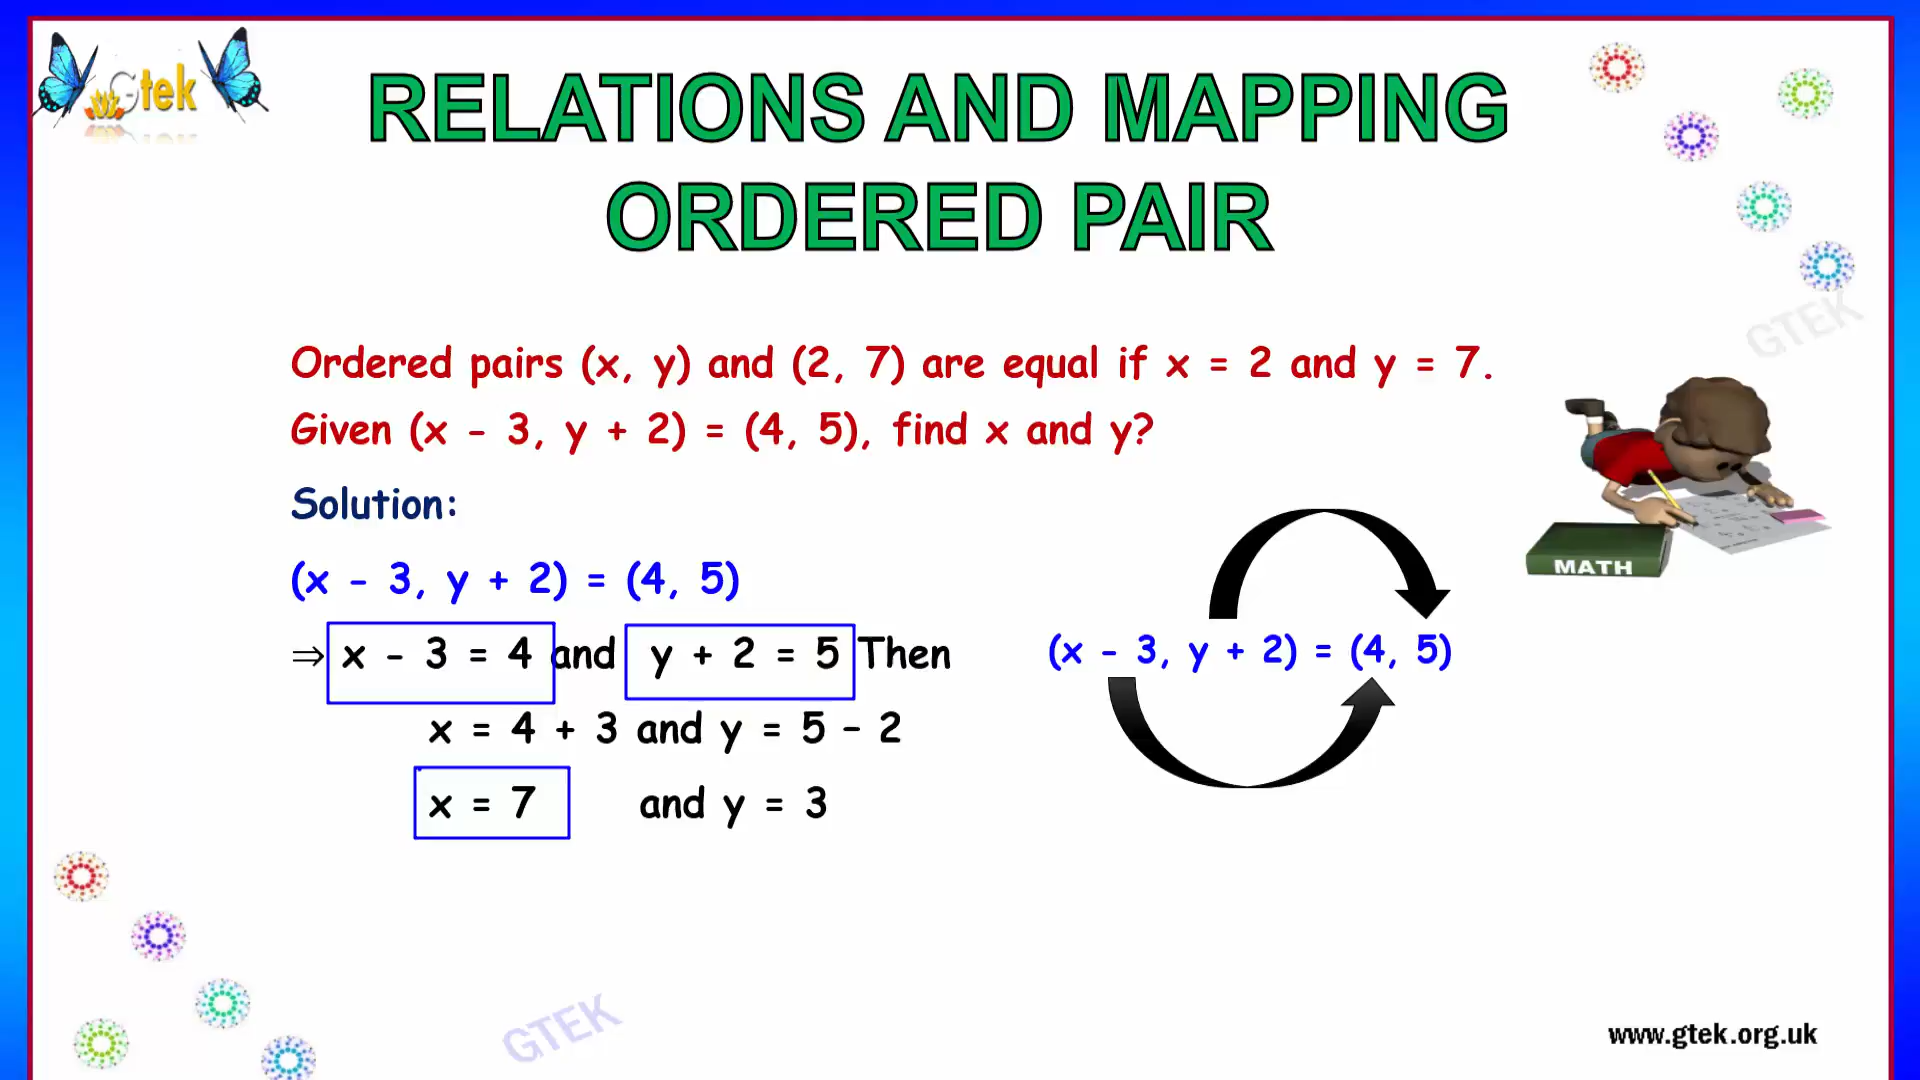 Gtek
RELATIONS AND MAPPING
ORDERED PAIR
GTEK
Ordered pairs (x, y) and (2, 7) are equal if x = 2 and y = 7.
Given (x - 3, y + 2) = (4, 5), find x and y?
Solution:
(x - 3, y + 2) = (4, 5)
⇒ x - 3 = 4 and y + 2 = 5 Then
x = 4 + 3 and y = 5 – 2
x = 7 and y = 3
(x - 3, y + 2) = (4, 5)
MATH
GTEK
www.gtek.org.uk